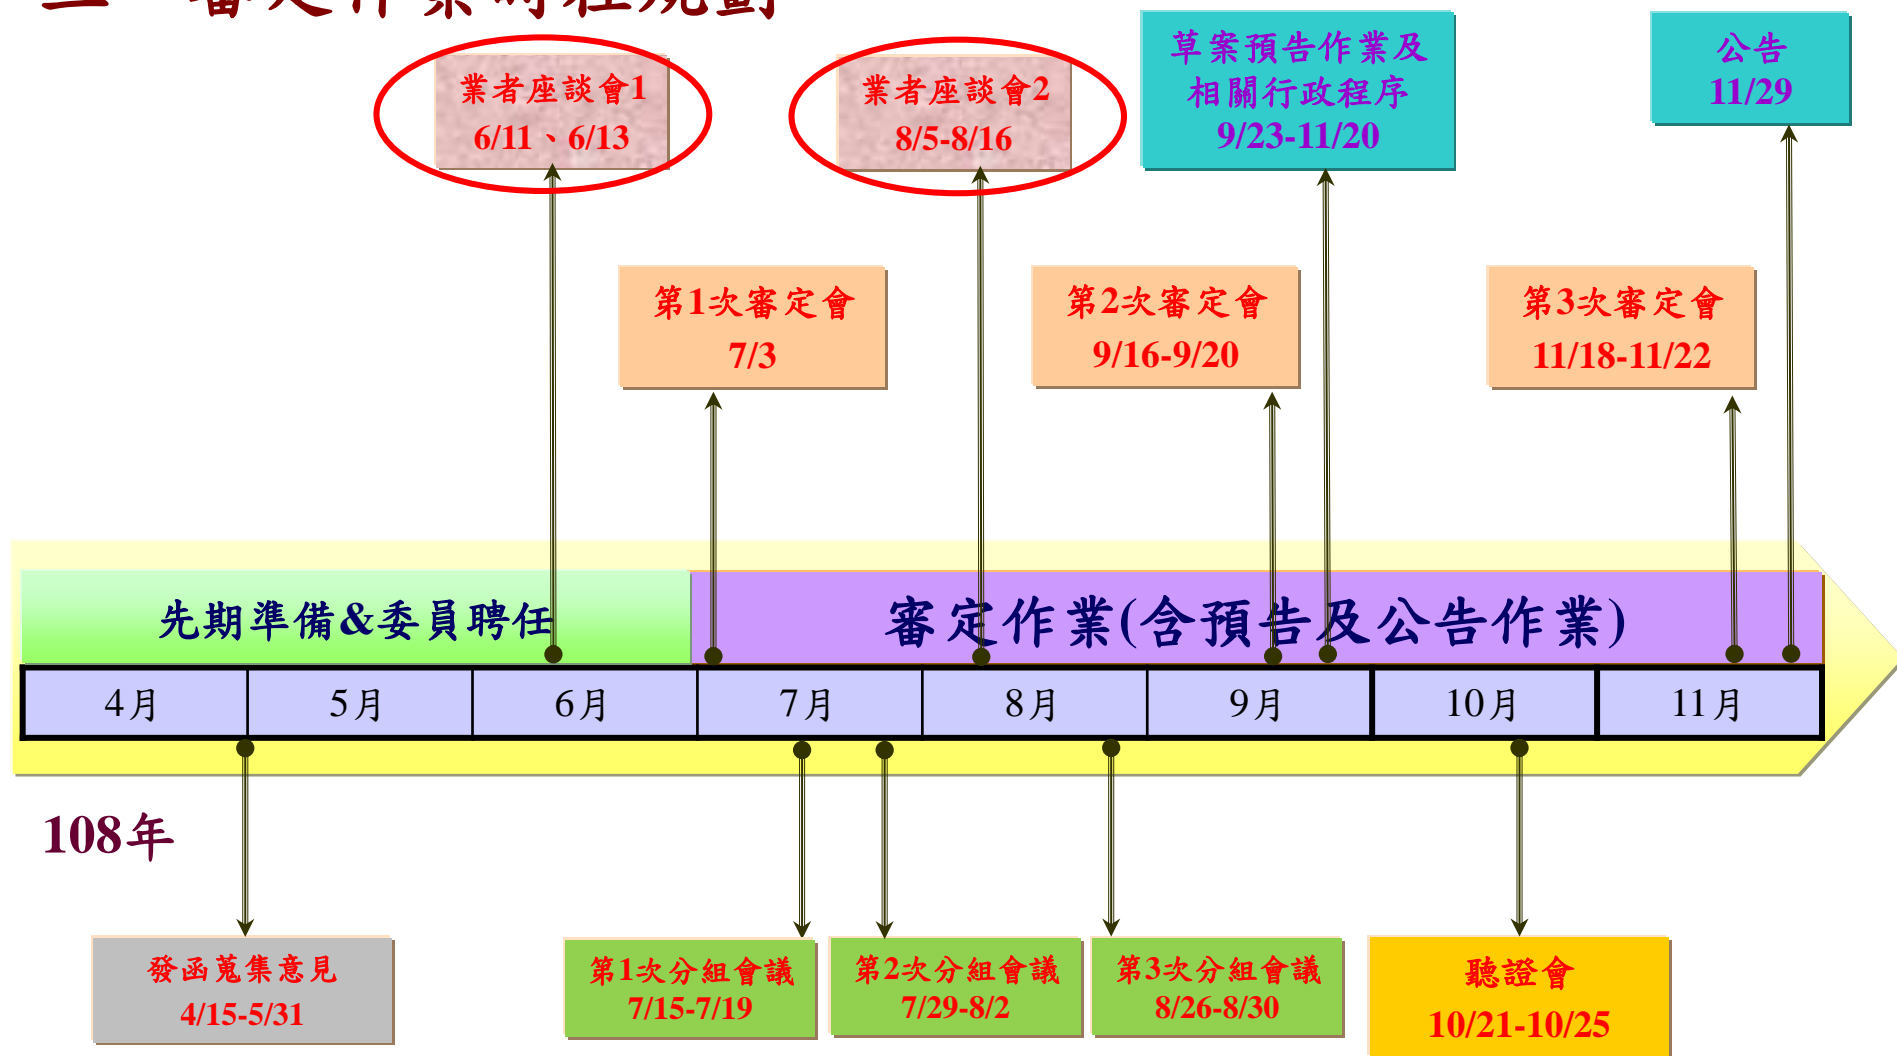 審定作業時程規劃
業者座談會1
6/11、6/13
業者座談會2
8/5-8/16
草案預告作業及
相關行政程序
9/23-11/20
公告
11/29
第1次審定會
7/3
第2次審定會
9/16-9/20
第3次審定會
11/18-11/22
先期準備&委員聘任
審定作業(含預告及公告作業)
4月
5月
6月
7月
8月
9月
10月
11月
108年
發函蒐集意見
4/15-5/31
第1次分組會議
7/15-7/19
第2次分組會議
7/29-8/2
第3次分組會議
8/26-8/30
聽證會
10/21-10/25